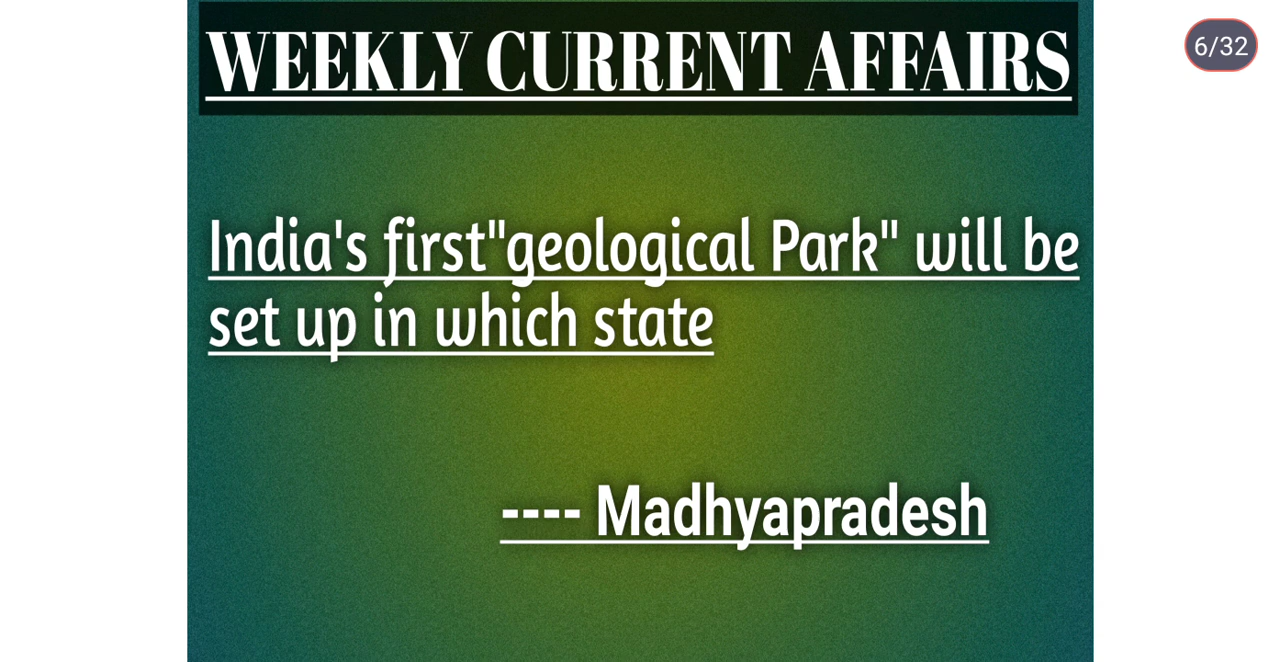 WEEKLY CURRENT AFFAIRS
6/32
India's first"geological Park" will be
set up in which state
---- Madhyapradesh